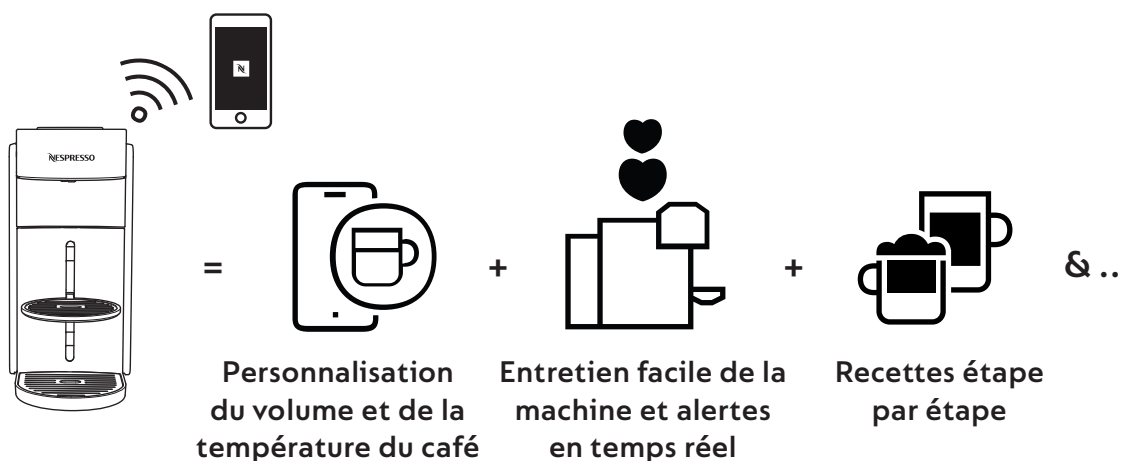 NESPRESSO
= + + & ..
Personnalisation
du volume et de la
température du café
Entretien facile de la
machine et alertes
en temps réel
Recettes étape
par étape